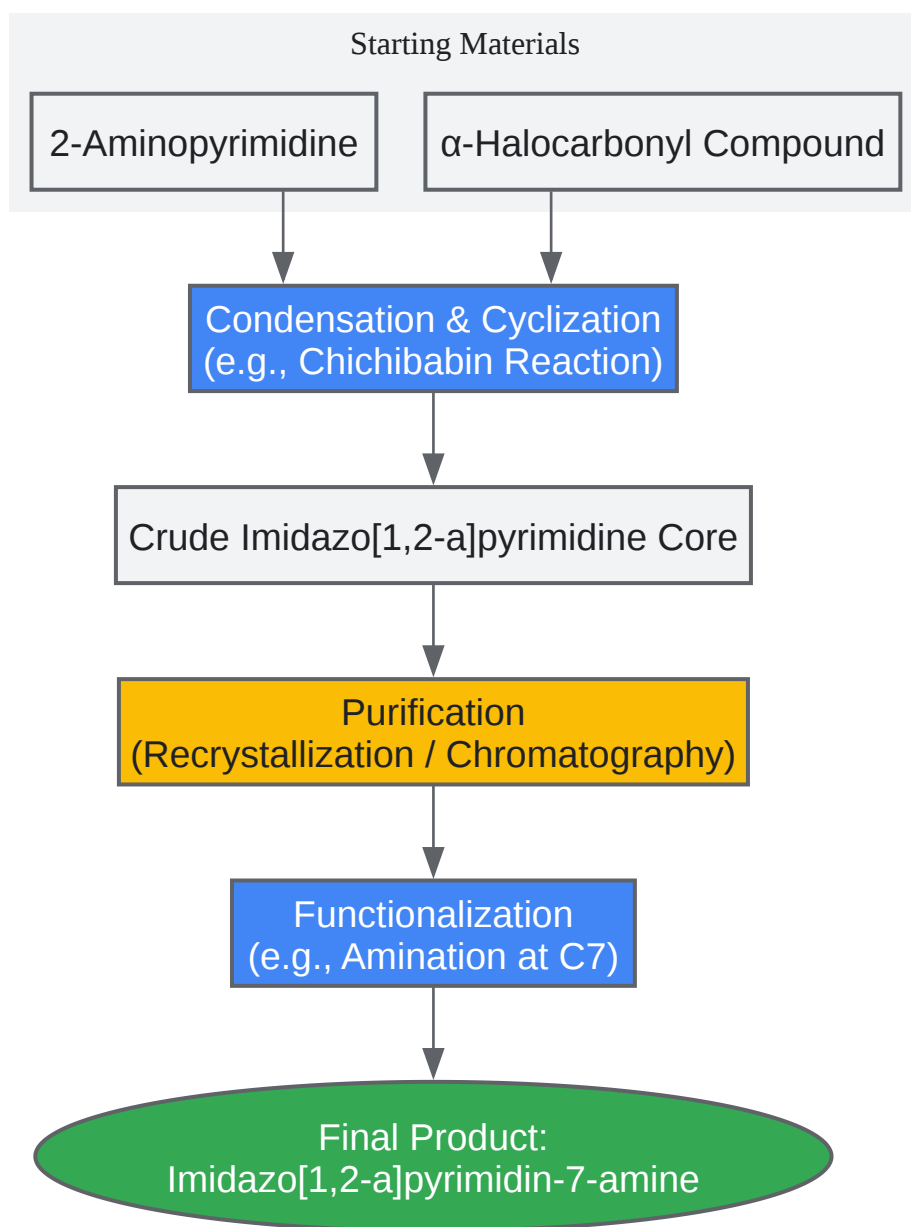 Starting Materials
2-Aminopyrimidine
α-Halocarbonyl Compound
Condensation & Cyclization
(e.g., Chichibabin Reaction)
Crude Imidazo[1,2-a]pyrimidine Core
Purification
(Recrystallization / Chromatography)
Functionalization
(e.g., Amination at C7)
Final Product:
Imidazo[1,2-a]pyrimidin-7-amine